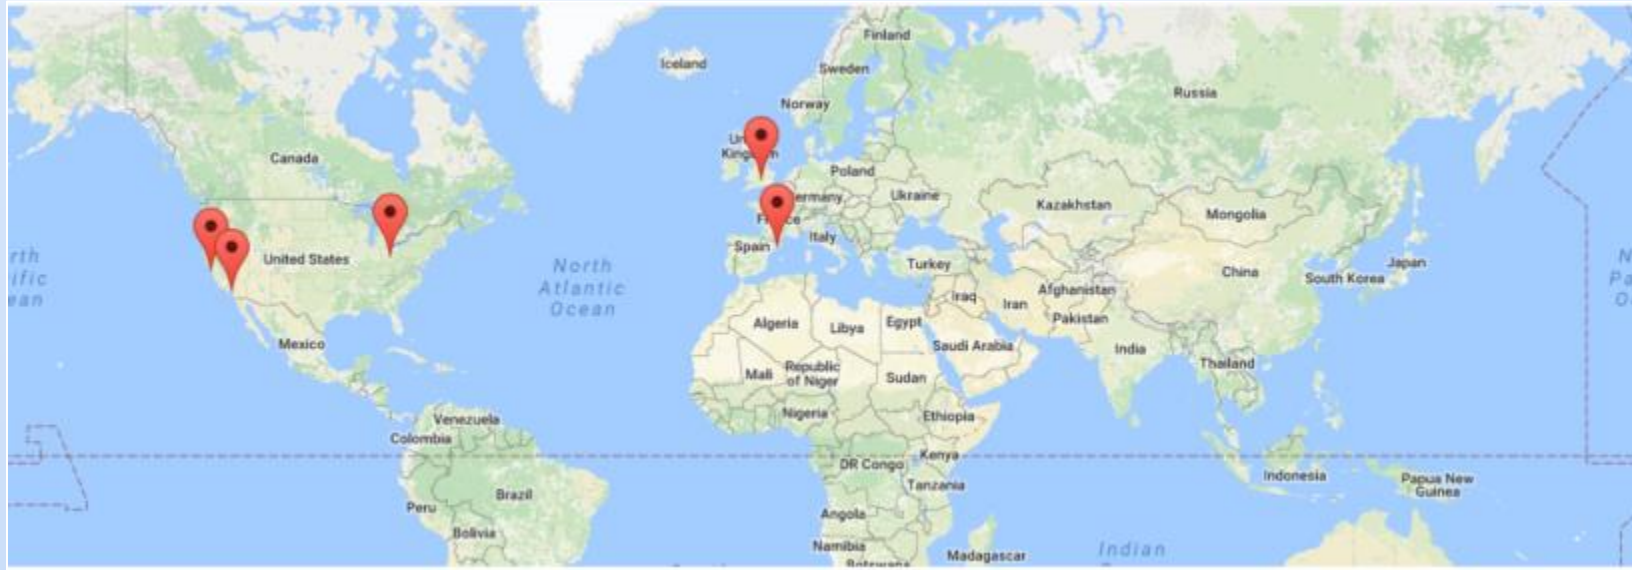 Finland
Iceland
Sweden
Russia
Norway
Canada
Poland
Ukraine
Kazakhstan
Mongolia
Italy
Spain
United States
Turkey
China
Japan
South Korea
North
Atlantic
Ocean
Iraq
Iran
Afghanistan
Pakistan
Algeria
Libya
Egypt
Mexico
Saudi Arabia
India
Thailand
Mali
Republic
of Niger
Sudan
Nigeria
Ethiopia
Venezuela
Colombia
Kenya
DR Congo
Tanzania
Indonesia
Papua New
Guinea
Brazil
Peru
Angola
Bolivia
Namibia
Madagascar
Indian